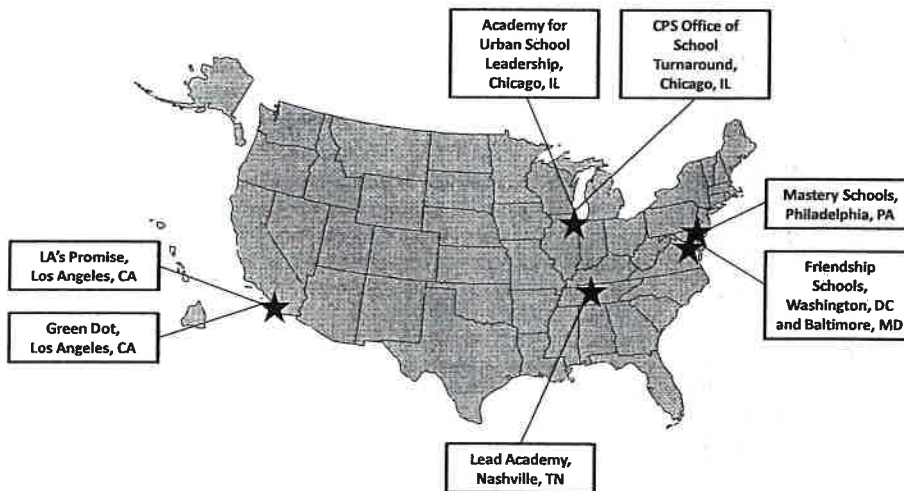 Academy for
Urban School
Leadership,
Chicago, IL
CPS Office of
School
Turnaround,
Chicago, IL
Mastery Schools,
Philadelphia, PA
LA's Promise,
Los Angeles, CA
Friendship
Schools,
Washington, DC
and Baltimore, MD
Green Dot,
Los Angeles, CA
Lead Academy,
Nashville, TN